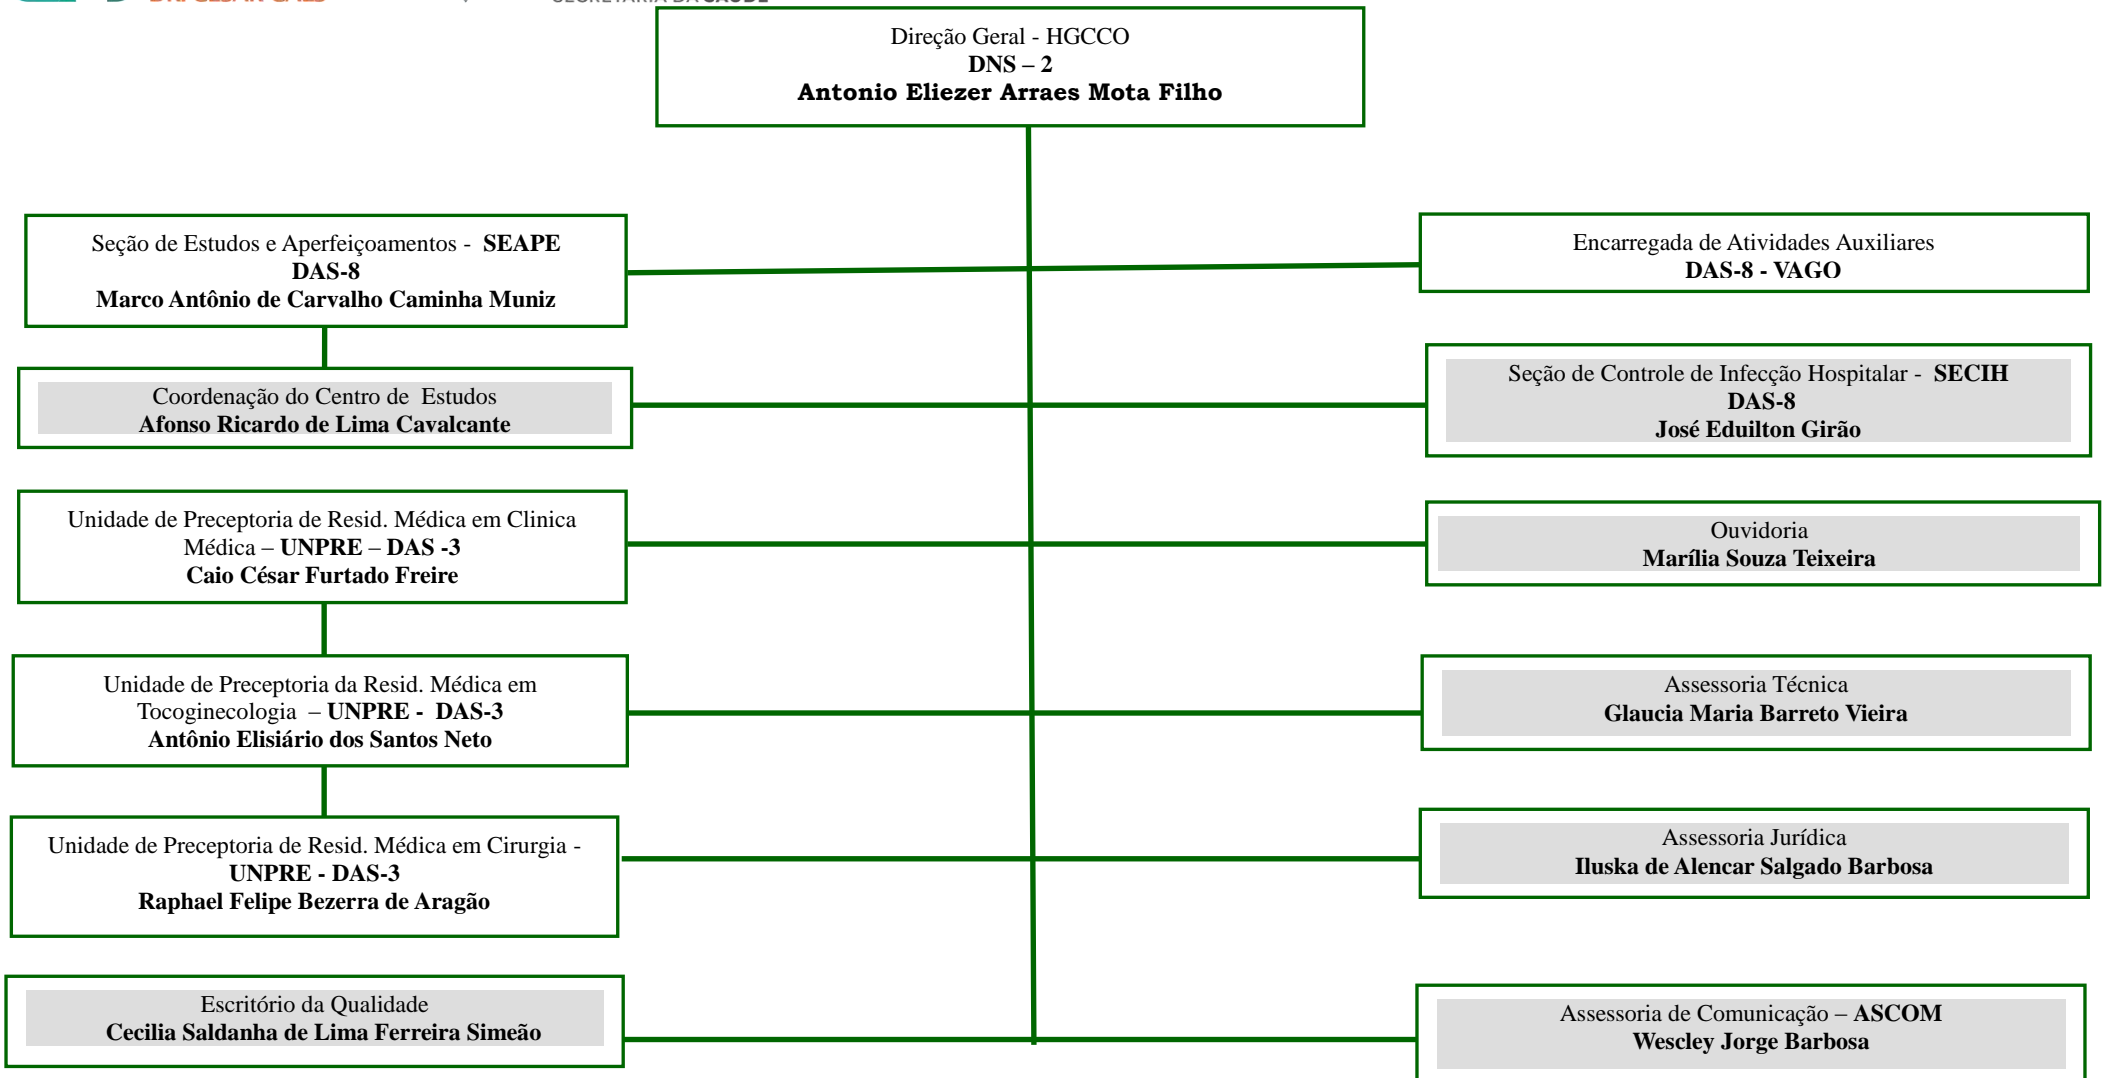 SECRETARIA DA SAÚDE
Direção Geral - HGCCO
DNS – 2
Antonio Eliezer Arraes Mota Filho
Seção de Estudos e Aperfeiçoamentos - SEAPE
DAS-8
Marco Antônio de Carvalho Caminha Muniz
Encarregada de Atividades Auxiliares
DAS-8 - VAGO
Coordenação do Centro de Estudos
Afonso Ricardo de Lima Cavalcante
Seção de Controle de Infecção Hospitalar - SECIH
DAS-8
José Eduilton Girão
Unidade de Preceptoria de Resid. Médica em Clinica
Médica – UNPRE – DAS -3
Caio César Furtado Freire
Ouvidoria
Marília Souza Teixeira
Unidade de Preceptoria da Resid. Médica em
Tocoginecologia – UNPRE - DAS-3
Antônio Elisiário dos Santos Neto
Assessoria Técnica
Glaucia Maria Barreto Vieira
Unidade de Preceptoria de Resid. Médica em Cirurgia -
UNPRE - DAS-3
Raphael Felipe Bezerra de Aragão
Assessoria Jurídica
Iluska de Alencar Salgado Barbosa
Escritório da Qualidade
Cecilia Saldanha de Lima Ferreira Simeão
Assessoria de Comunicação – ASCOM
Wescley Jorge Barbosa